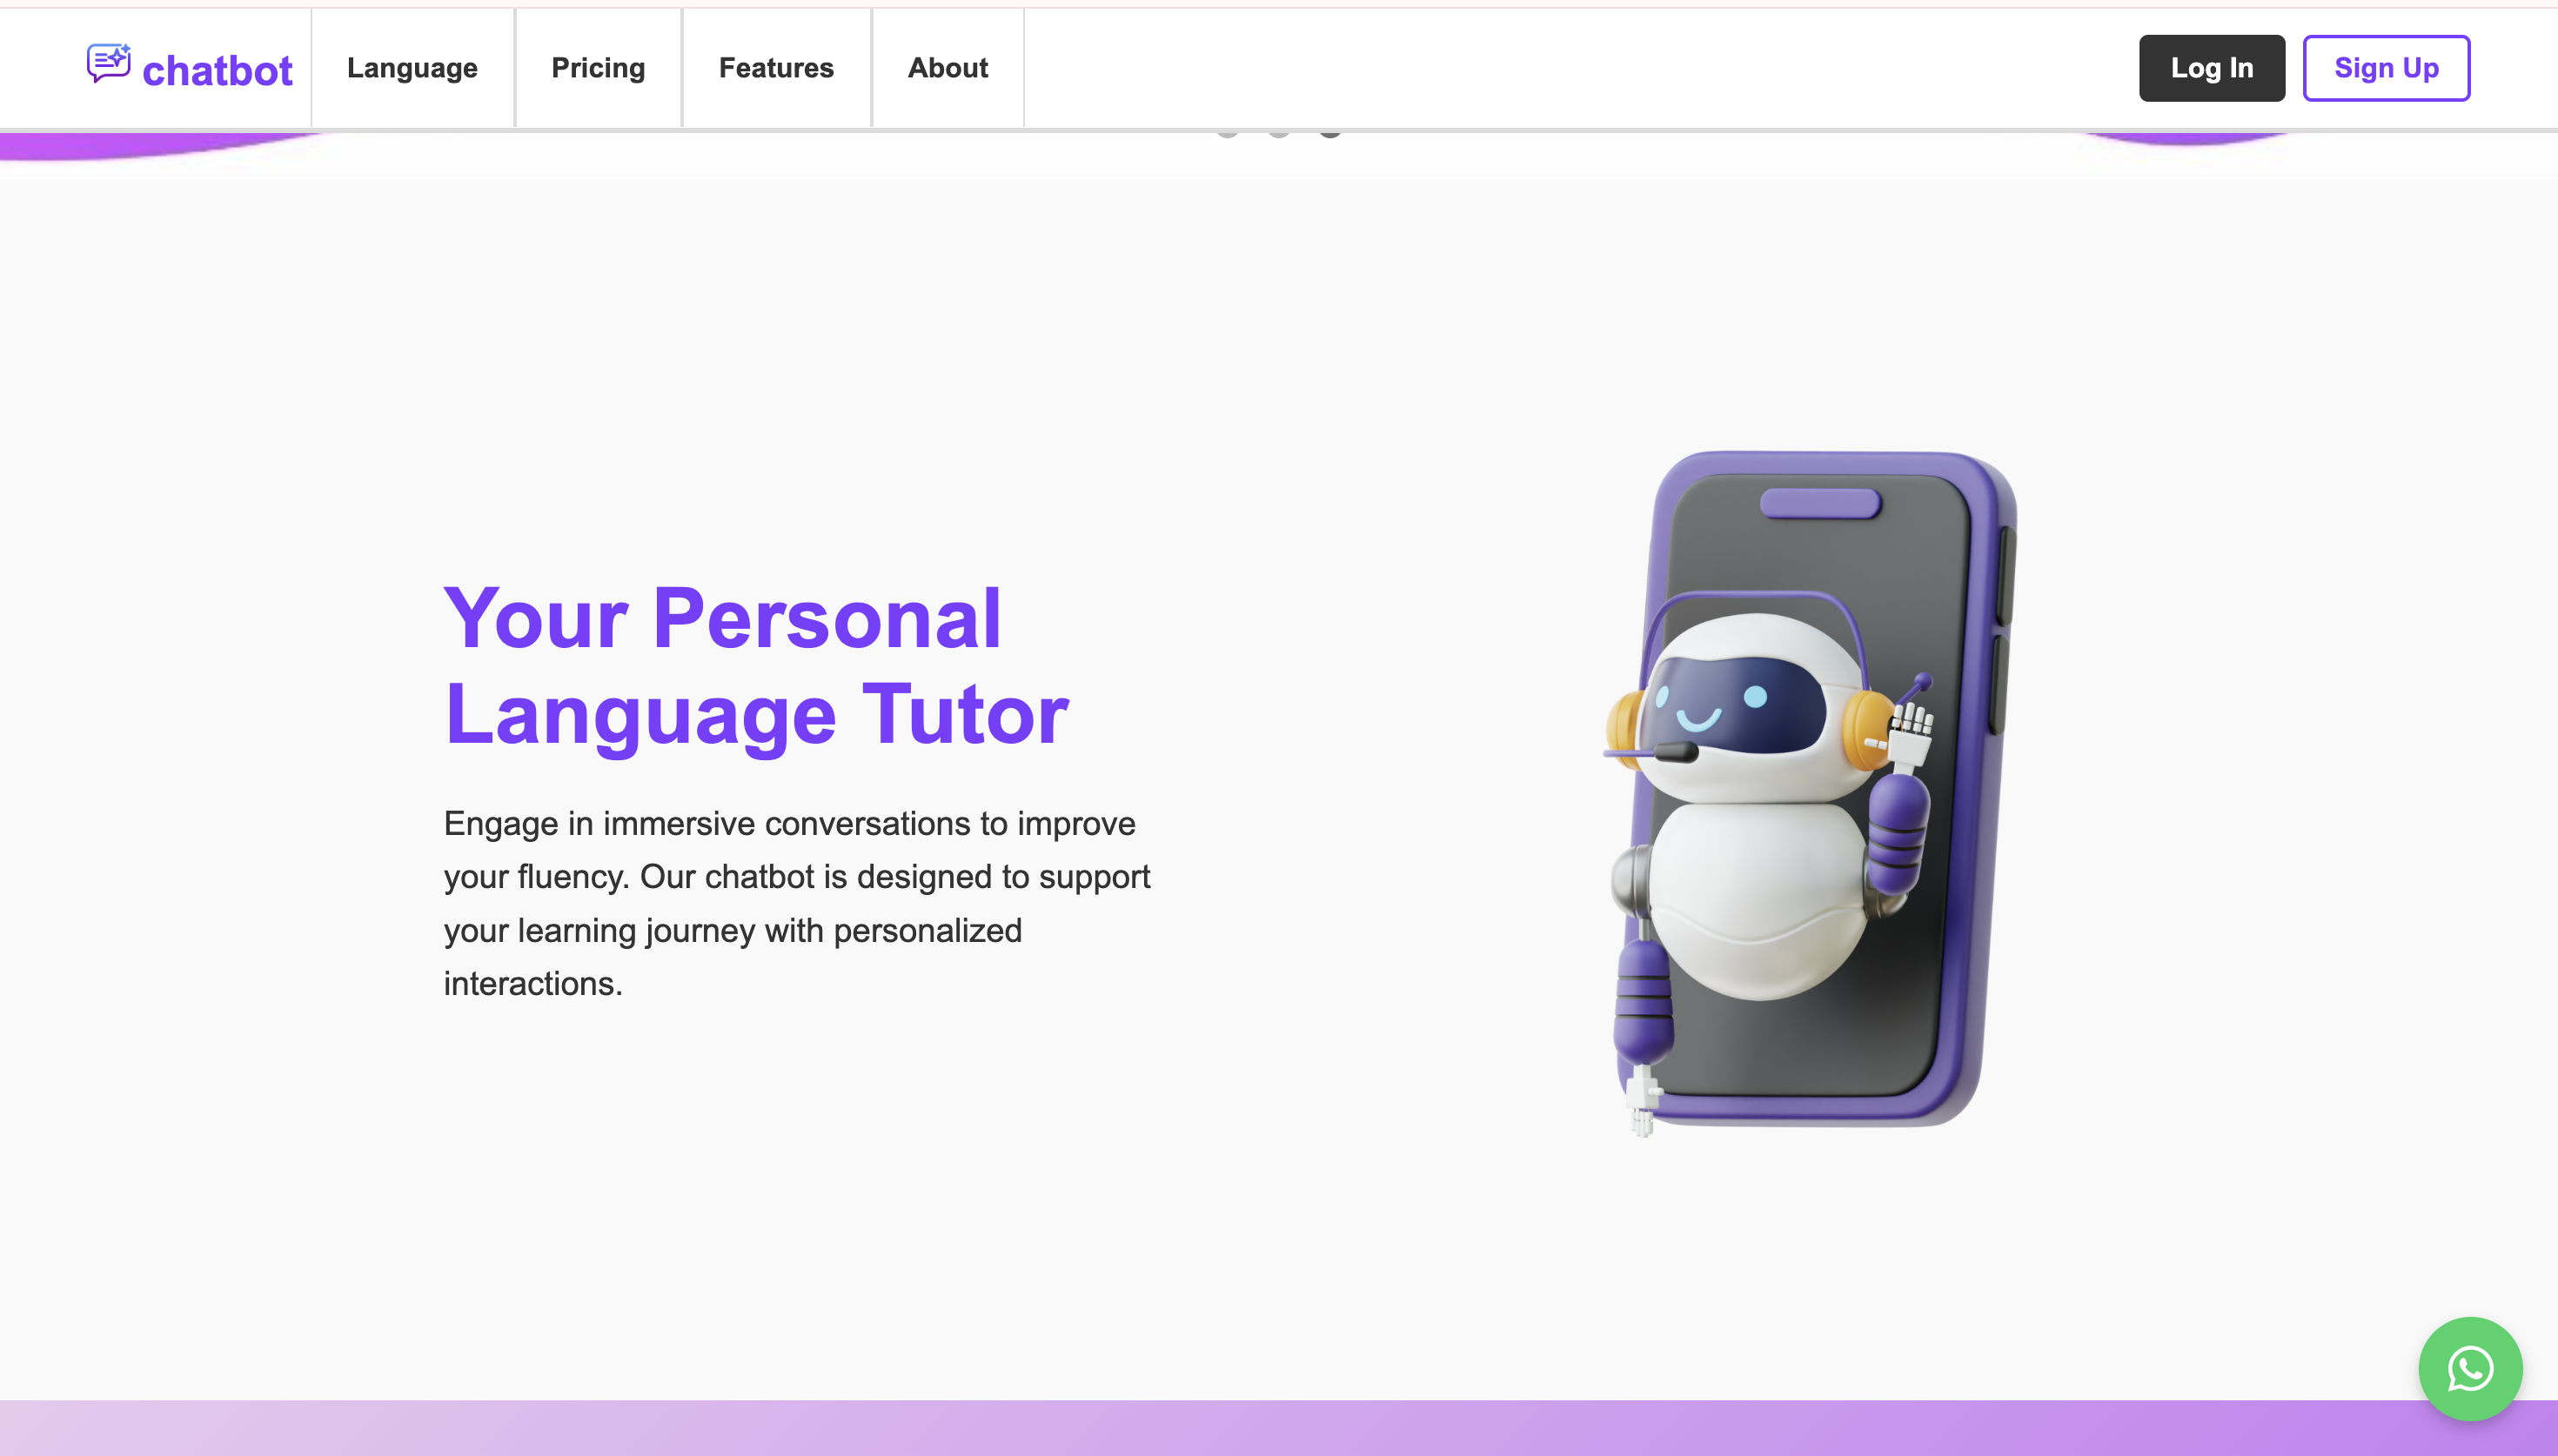 chatbot
Language
Pricing
Features
About
Log In
Sign Up
Your Personal
Language Tutor
Engage in immersive conversations to improve
your fluency. Our chatbot is designed to support
your learning journey with personalized
interactions.